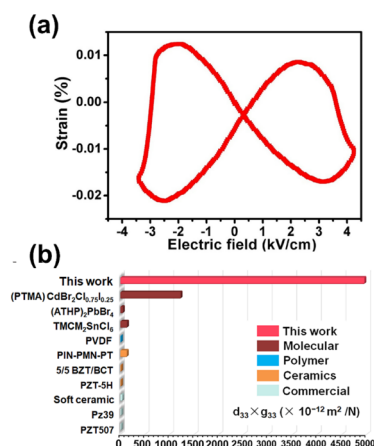 (a)
Strain (%)
0.01
0.00
-0.01
-0.02
-4 -3 -2 -1 0 1 2 3 4
Electric field (kV/cm)
(b)
This work
(PTMA)CdBr₂Cl₀.₇₅I₀.₂₅
(ATHP)₂PbBr₄
TMCM₂SnCl₆
PVDF
PIN-PMN-PT
5/5 BZT/BCT
PZT-5H
Soft ceramic
Pz39
PZT507
This work
Molecular
Polymer
Ceramics
Commercial
d₃₃×g₃₃ (× 10⁻¹² m² /N)
0 500 1000 1500 2000 2500 3000 3500 4000 4500 5000